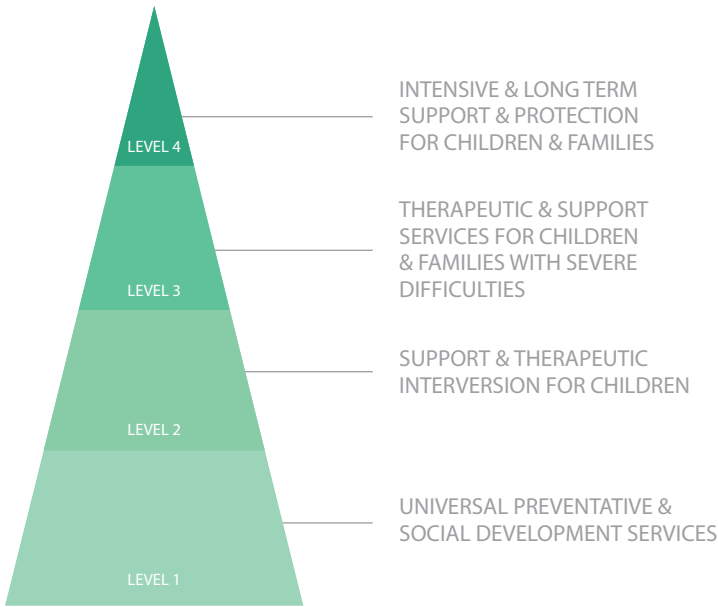 INTENSIVE & LONG TERM
SUPPORT & PROTECTION
FOR CHILDREN & FAMILIES
LEVEL 4
THERAPEUTIC & SUPPORT
SERVICES FOR CHILDREN
& FAMILIES WITH SEVERE
DIFFICULTIES
LEVEL 3
SUPPORT & THERAPEUTIC
INTERVERSION FOR CHILDREN
LEVEL 2
UNIVERSAL PREVENTATIVE &
SOCIAL DEVELOPMENT SERVICES
LEVEL 1